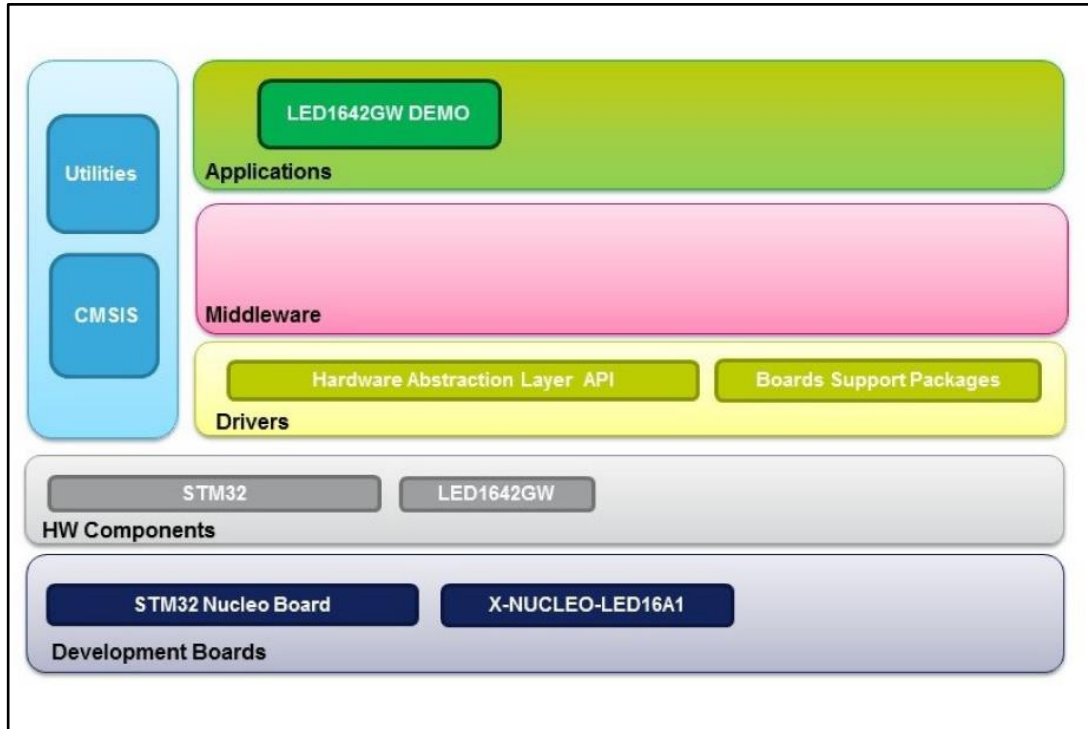 Utilities
CMSIS
LED1642GW DEMO
Applications
Middleware
Hardware Abstraction Layer API
Boards Support Packages
Drivers
STM32
LED1642GW
HW Components
STM32 Nucleo Board
X-NUCLEO-LED16A1
Development Boards